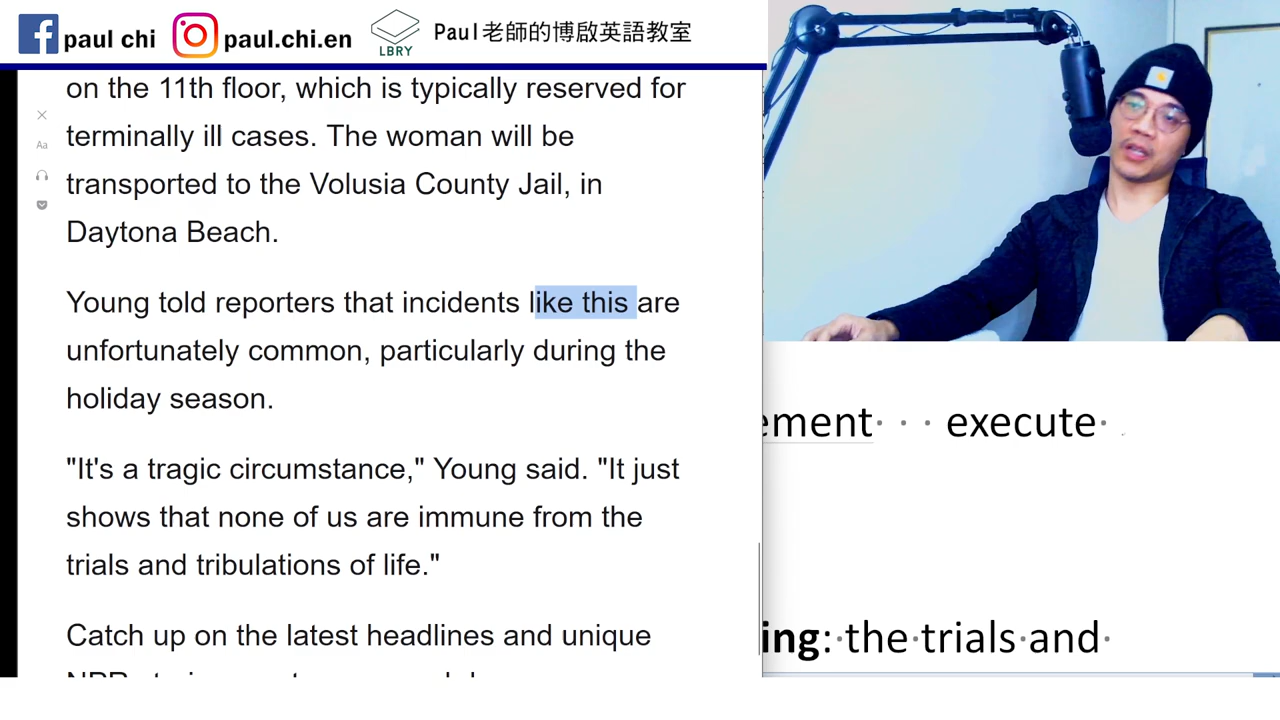 paul chi
paul.chi.en
LBRY
Paul老師的博啟英語教室
on the 11th floor, which is typically reserved for
terminally ill cases. The woman will be
transported to the Volusia County Jail, in
Daytona Beach.
Young told reporters that incidents like this are
unfortunately common, particularly during the
holiday season.
"It's a tragic circumstance," Young said. "It just
shows that none of us are immune from the
trials and tribulations of life."
Catch up on the latest headlines and unique
Aa
ement execute
ing: the trials and